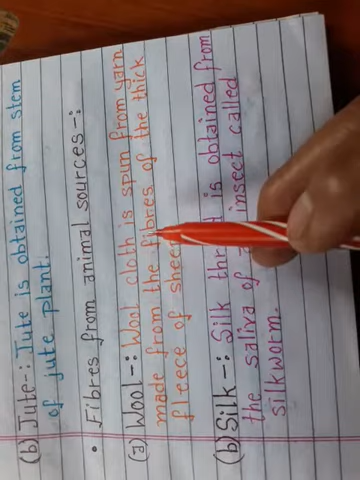 (b) Jute-: Jute is obtained from stem
of jute plant.
• Fibres from animal sources-:
(a) Wool-: Wool cloth is spun from yarn
made from the fibres of the thick
fleece of
(b) Silk-: Silk is obtained from
the saliva of insect called
silkworm.